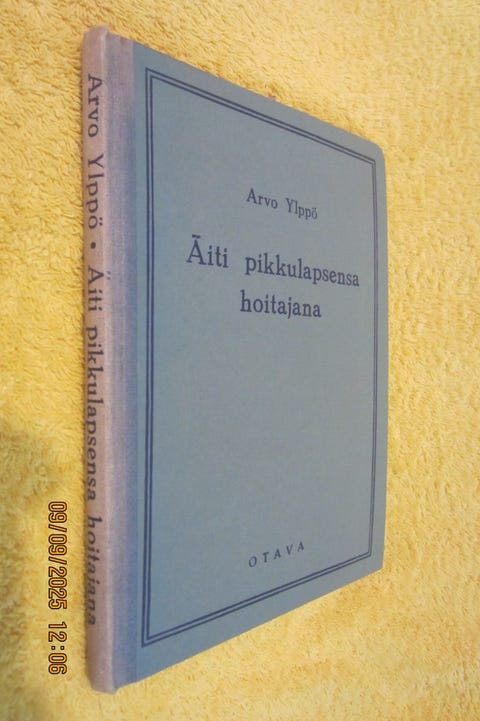 Arvo Ylppö
Äiti pikkulapsensa
hoitajana
OTAVA
Arvo Ylppö • Äiti pikkulapsensa hoitajana
09/09/2025 12:06